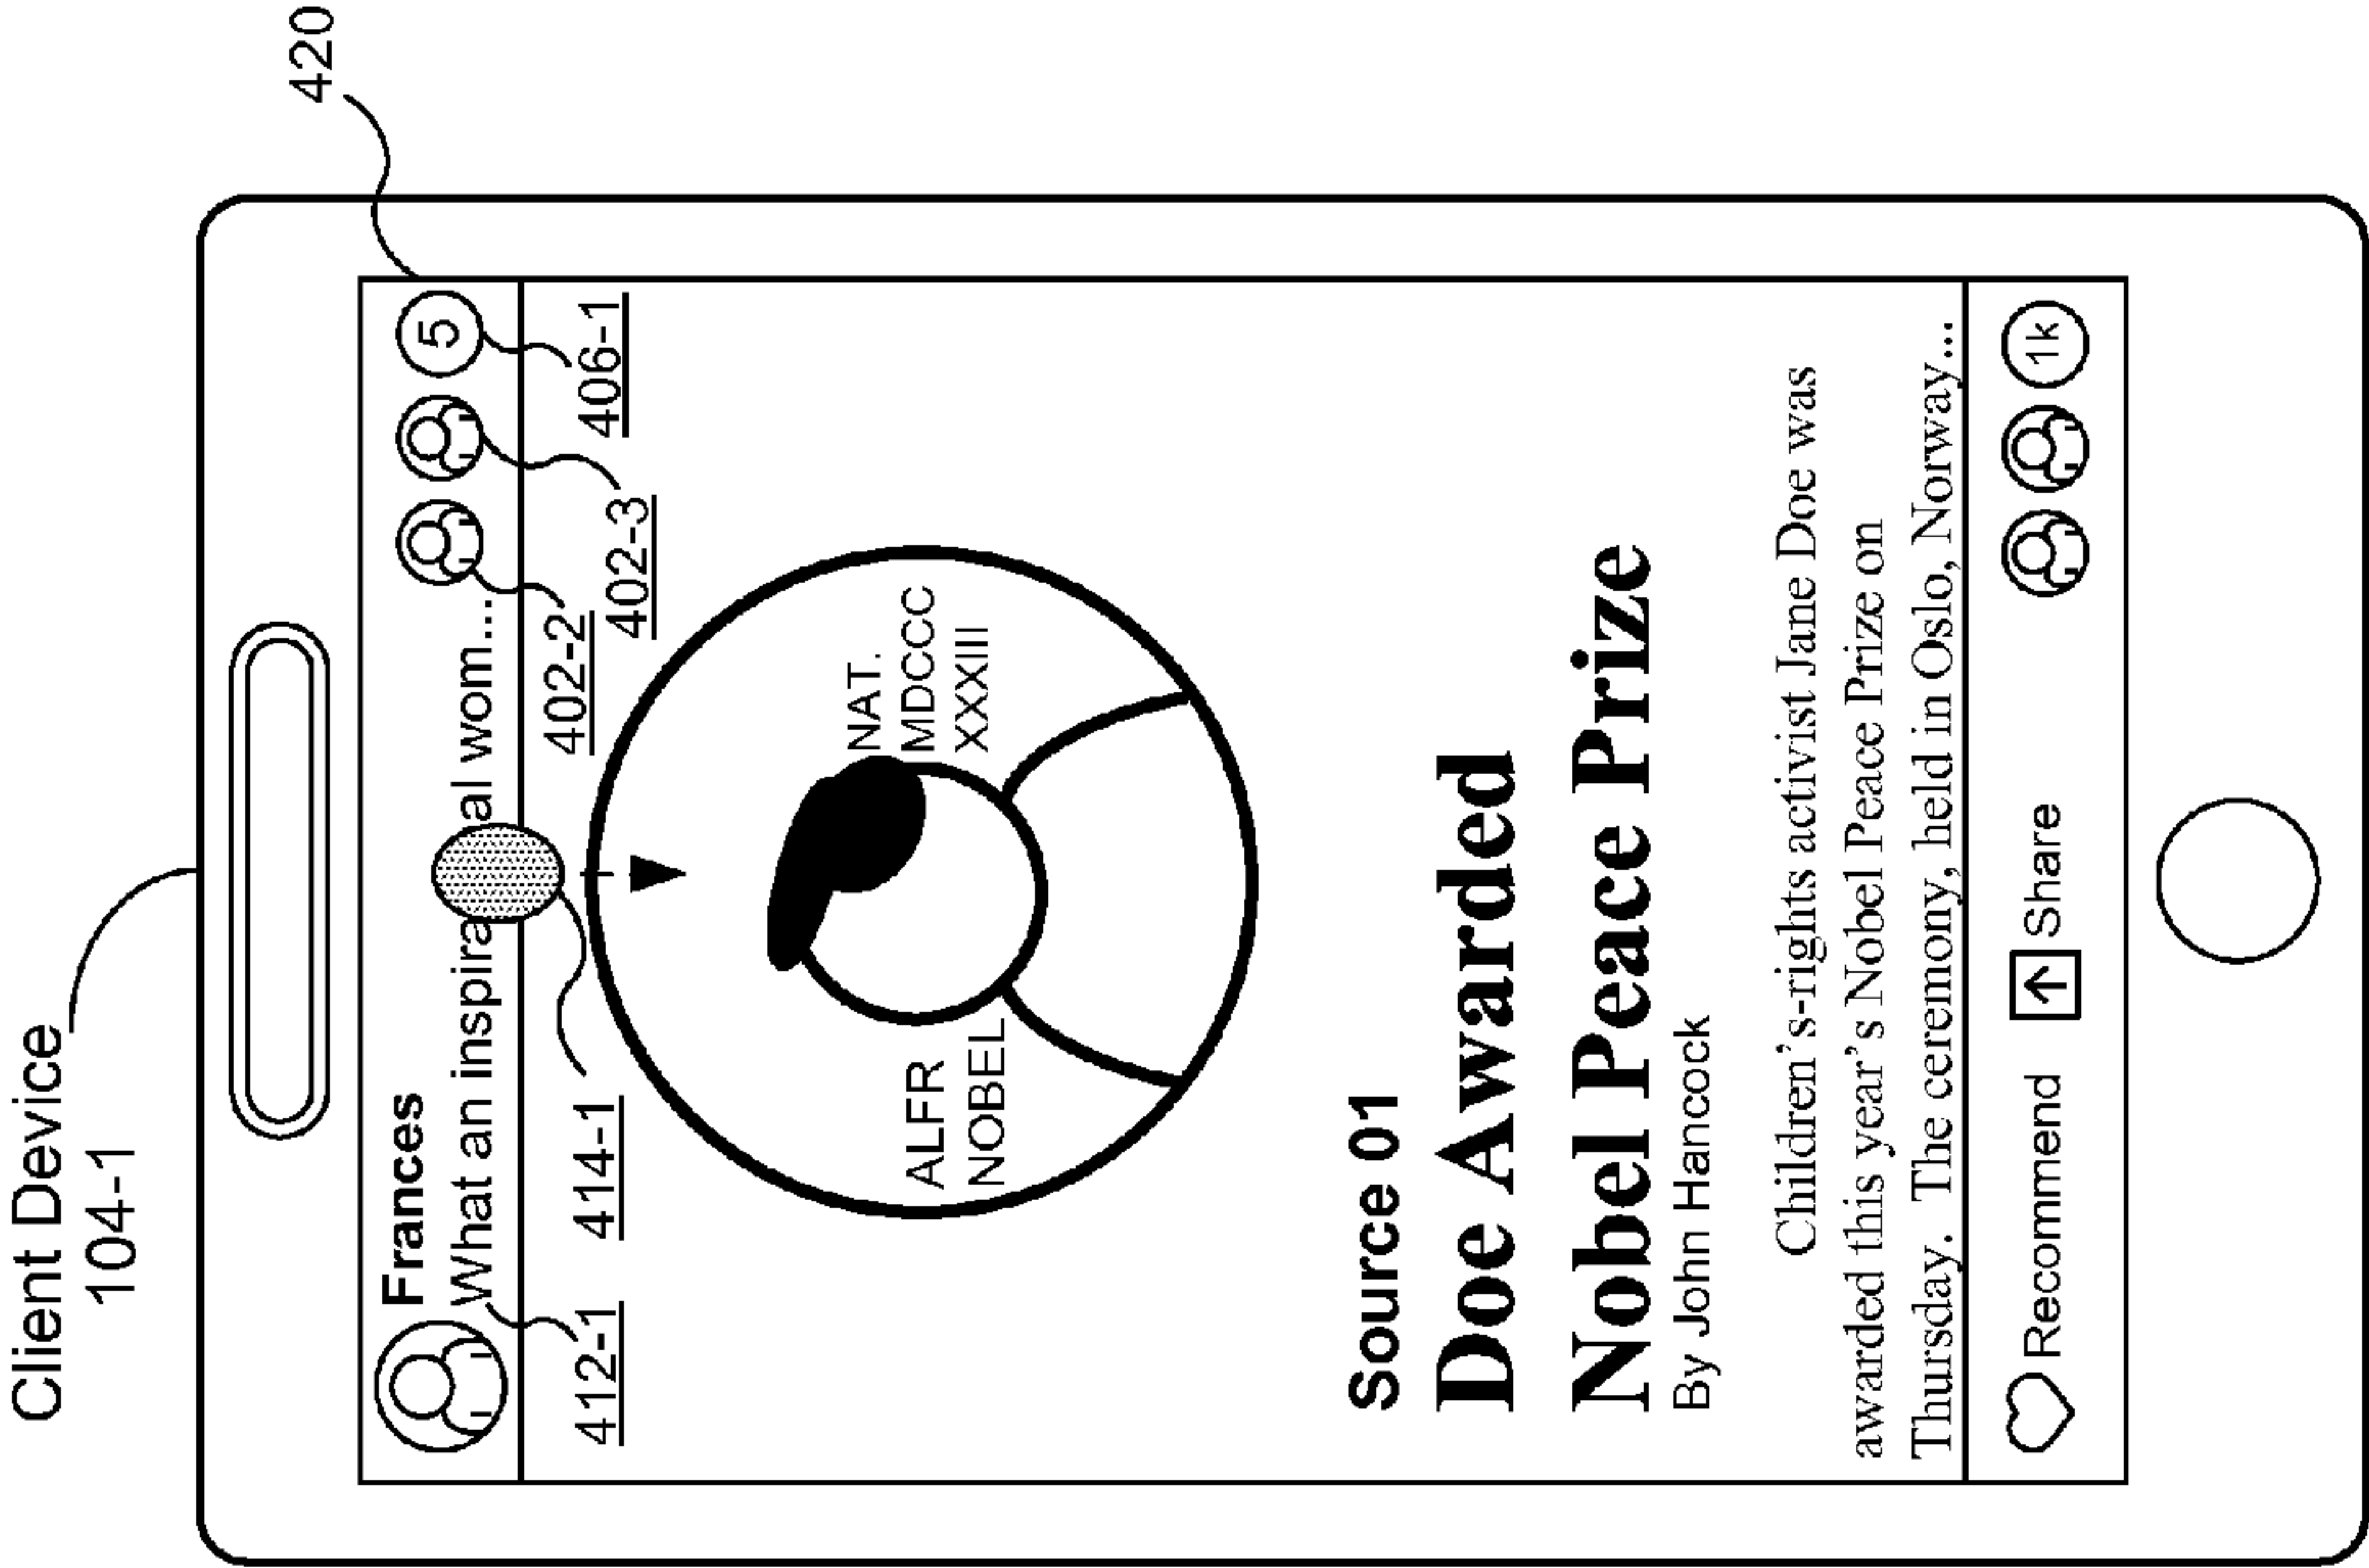 Client Device
104-1
420
Frances
What an inspira al wom...
5
412-1
414-1
402-2
402-3
406-1
ALFR
NOBEL
NAT.
MDCCC
XXXIII
Source 01
Doe Awarded
Nobel Peace Prize
By John Hancock
Children's-rights activist Jane Doe was
awarded this year's Nobel Peace Prize on
Thursday. The ceremony, held in Oslo, Norway...
Recommend
Share
1k